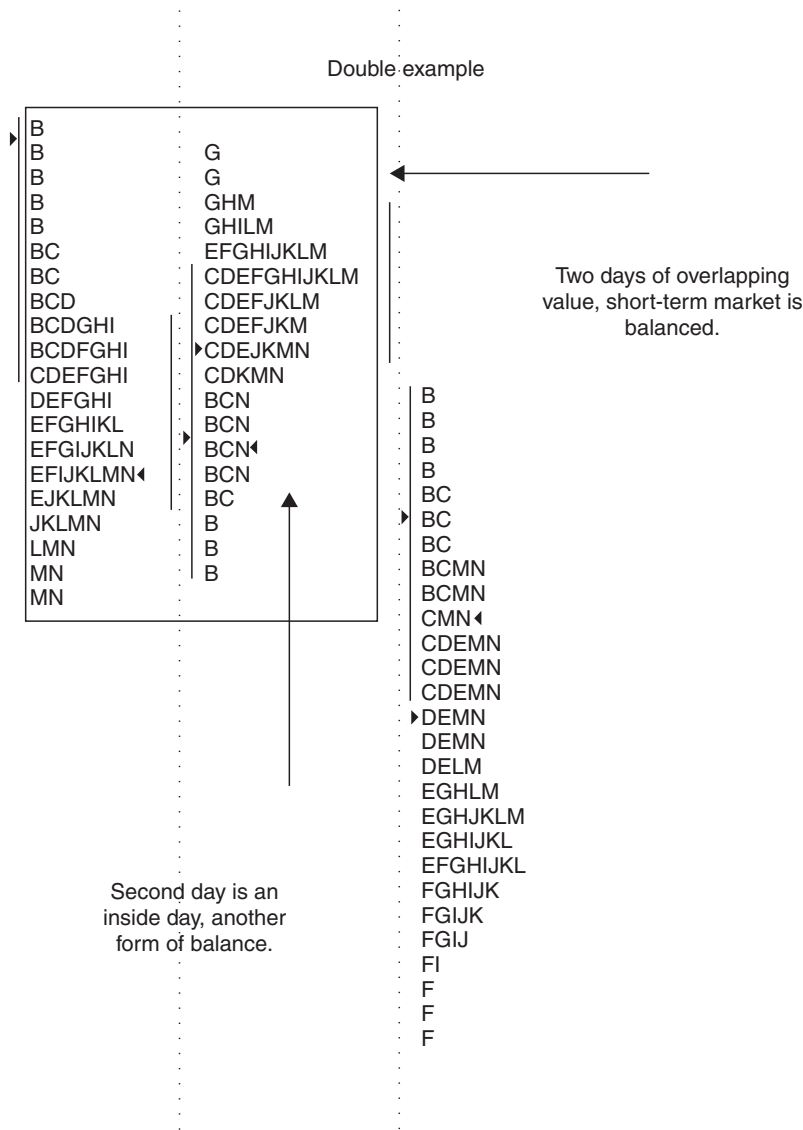 Double example
B
B
B
B
B
BC
BC
BCD
BCDGHI
BCDFGHI
CDEFGHI
DEFGHI
EFGHIKL
EFGIJKLN
EFIJKLMN
EJKLMN
JKLMN
LMN
MN
MN
G
G
GHM
GHILM
EFGHIJKLM
CDEFGHIJKLM
CDEFJKLM
CDEFJKM
CDEJKMN
CDKMN
BCN
BCN
BCN
BCN
BC
B
B
B
Two days of overlapping
value, short-term market is
balanced.
B
B
B
B
BC
BC
BC
BCMN
BCMN
CMN
CDEMN
CDEMN
CDEMN
DEMN
DEMN
DELM
EGHLM
EGHJKLM
EGHIJKL
EFGHIJKL
FGHIJK
FGIJK
FGIJ
FI
F
F
F
Second day is an
inside day, another
form of balance.